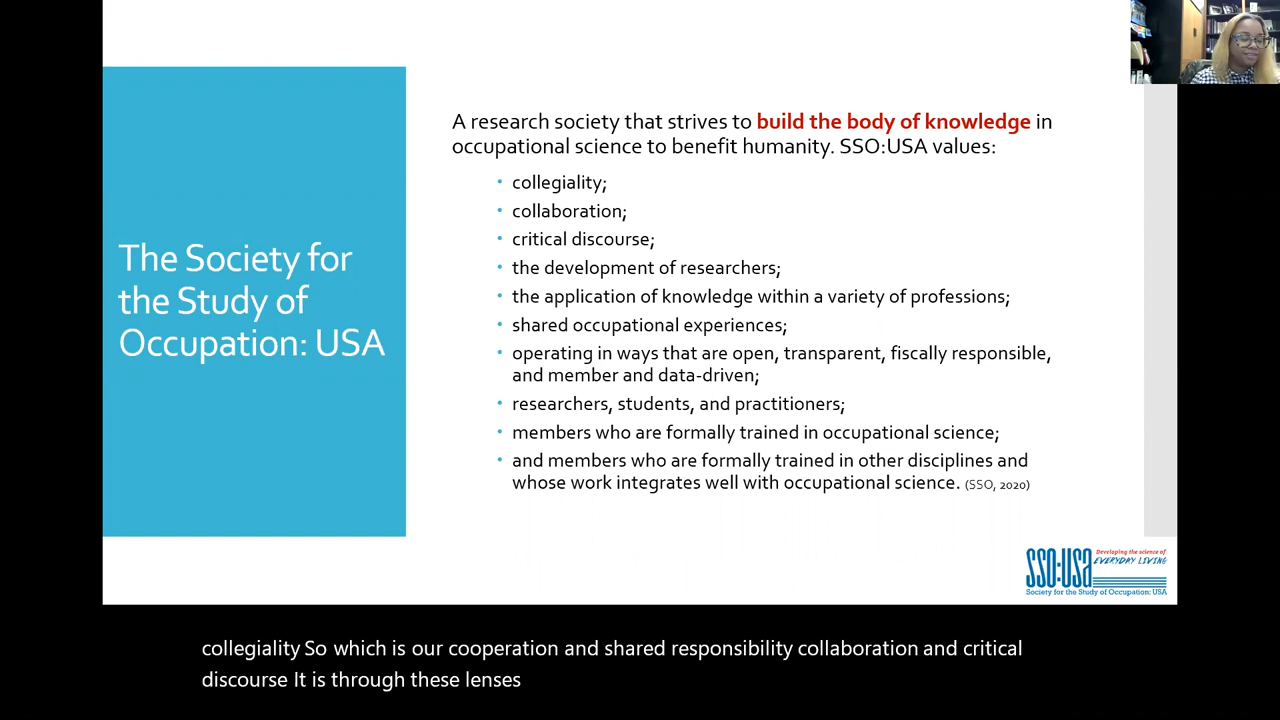 The Society for
the Study of
Occupation: USA
A research society that strives to build the body of knowledge in
occupational science to benefit humanity. SSO:USA values:
• collegiality;
• collaboration;
• critical discourse;
• the development of researchers;
• the application of knowledge within a variety of professions;
• shared occupational experiences;
• operating in ways that are open, transparent, fiscally responsible,
and member and data-driven;
• researchers, students, and practitioners;
• members who are formally trained in occupational science;
• and members who are formally trained in other disciplines and
whose work integrates well with occupational science. (SSO, 2020)
SSO:USA
Developing the science of
EVERYDAY LIVING
Society for the Study of Occupation: USA
collegiality So which is our cooperation and shared responsibility collaboration and critical
discourse It is through these lenses